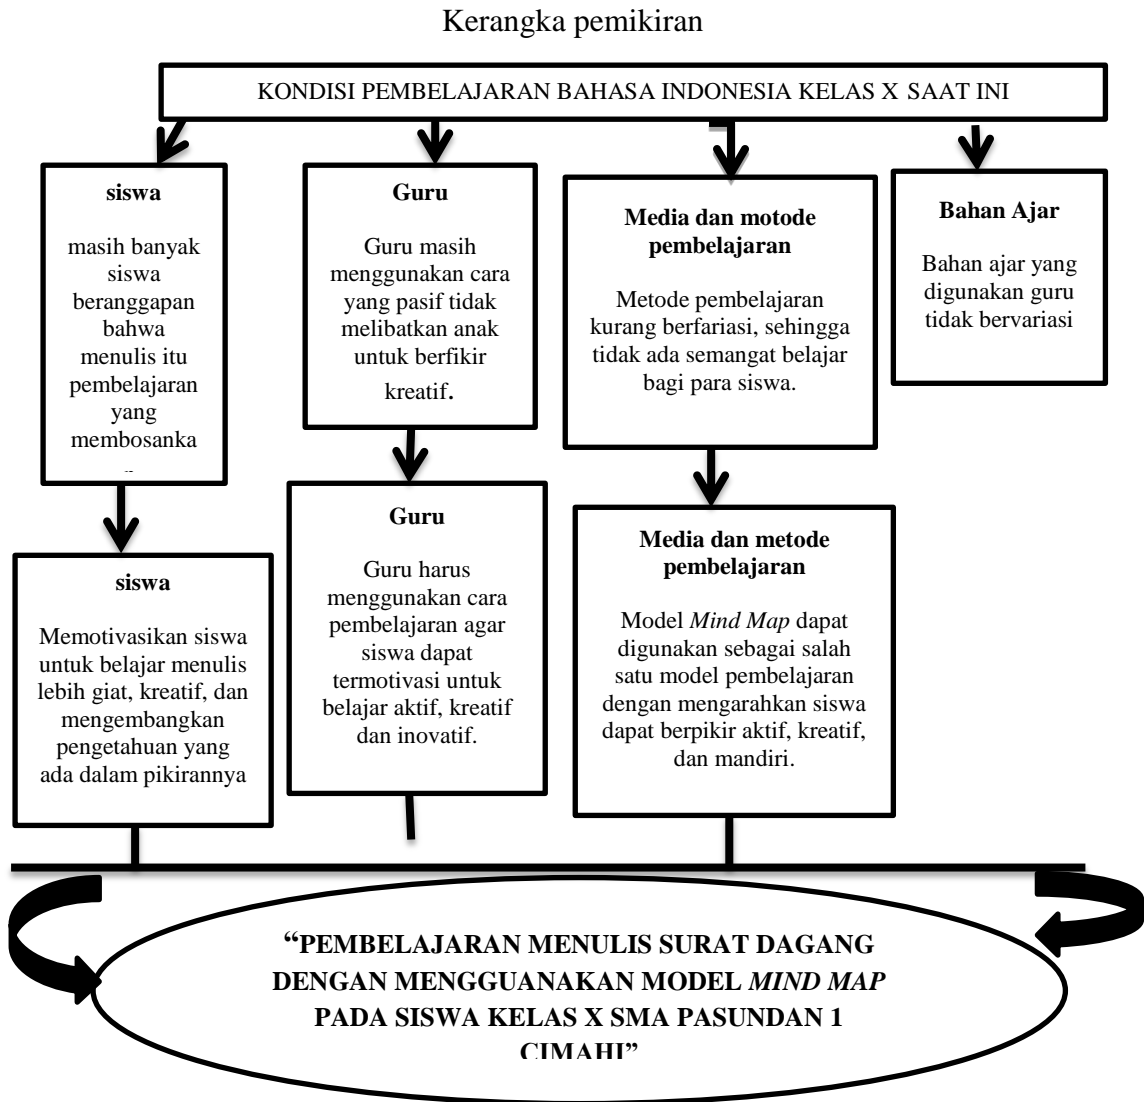 Kerangka pemikiran
KONDISI PEMBELAJARAN BAHASA INDONESIA KELAS X SAAT INI
siswa
masih banyak
siswa
beranggapan
bahwa
menulis itu
pembelajaran
yang
membosanka
Guru
Guru masih
menggunakan cara
yang pasif tidak
melibatkan anak
untuk berfikir
kreatif.
Media dan motode
pembelajaran
Metode pembelajaran
kurang berfariasi, sehingga
tidak ada semangat belajar
bagi para siswa.
Bahan Ajar
Bahan ajar yang
digunakan guru
tidak bervariasi
siswa
Memotivasikan siswa
untuk belajar menulis
lebih giat, kreatif, dan
mengembangkan
pengetahuan yang
ada dalam pikirannya
Guru
Guru harus
menggunakan cara
pembelajaran agar
siswa dapat
termotivasi untuk
belajar aktif, kreatif
dan inovatif.
Media dan metode
pembelajaran
Model Mind Map dapat
digunakan sebagai salah
satu model pembelajaran
dengan mengarahkan siswa
dapat berpikir aktif, kreatif,
dan mandiri.
“PEMBELAJARAN MENULIS SURAT DAGANG
DENGAN MENGGUANAKAN MODEL MIND MAP
PADA SISWA KELAS X SMA PASUNDAN 1
CIMAHI”